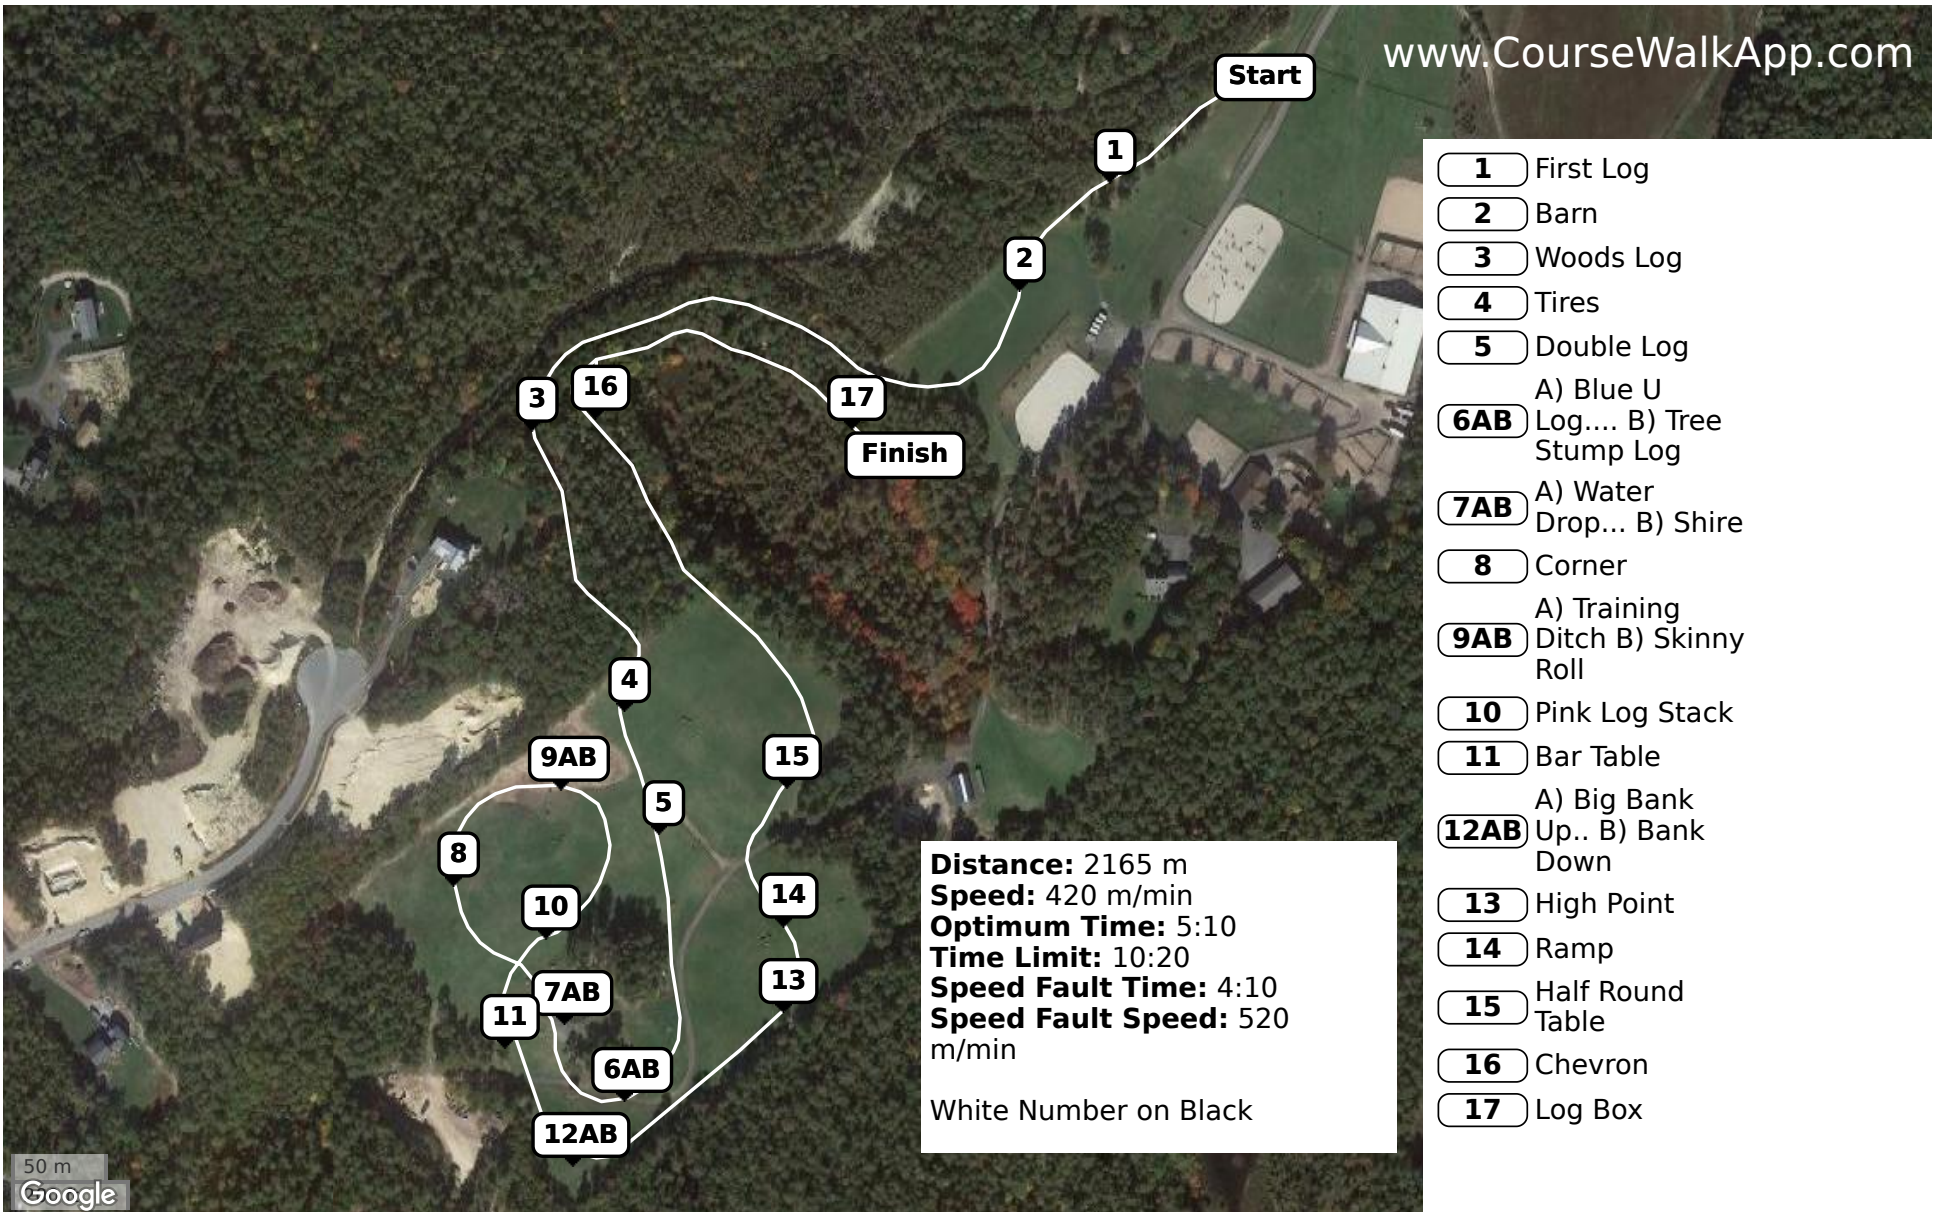 www.CourseWalkApp.com
Start
1
2
3
16
17
Finish
4
9AB
15
5
8
10
14
7AB
13
11
6AB
12AB
1 First Log
2 Barn
3 Woods Log
4 Tires
5 Double Log
A) Blue U
6AB Log.... B) Tree
Stump Log
A) Water
7AB Drop... B) Shire
8 Corner
A) Training
9AB Ditch B) Skinny
Roll
10 Pink Log Stack
11 Bar Table
A) Big Bank
12AB Up.. B) Bank
Down
13 High Point
14 Ramp
15 Half Round
Table
16 Chevron
17 Log Box
Distance: 2165 m
Speed: 420 m/min
Optimum Time: 5:10
Time Limit: 10:20
Speed Fault Time: 4:10
Speed Fault Speed: 520
m/min
White Number on Black
50 m
Google